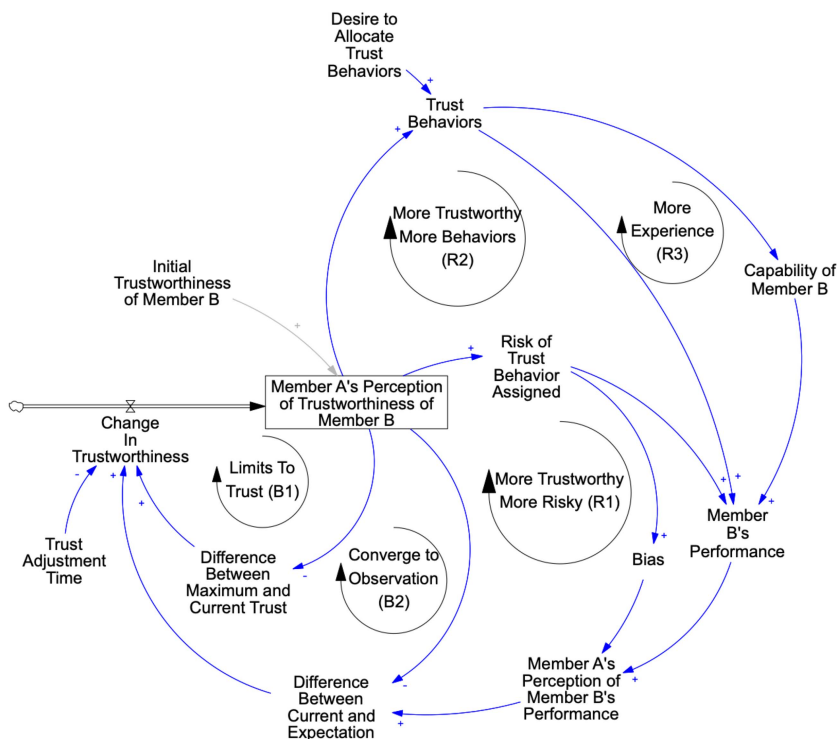 Desire to
Allocate
Trust
Behaviors
+
Trust
Behaviors
+
More Trustworthy
More Behaviors
(R2)
More
Experience
(R3)
Capability of
Member B
Initial
Trustworthiness
of Member B
+
+
Risk of
Trust
Behavior
Assigned
Member A's Perception
of Trustworthiness of
Member B
Change
In
Trustworthiness
-
+
+
Limits To
Trust (B1)
More Trustworthy
More Risky (R1)
+
+
+
Member
B's
Performance
Trust
Adjustment
Time
Difference
Between
Maximum and
Current Trust
-
Converge to
Observation
(B2)
+
Bias
Member A's
Perception of
Member B's
Performance
+
Difference
Between
Current and
Expectation
-
+